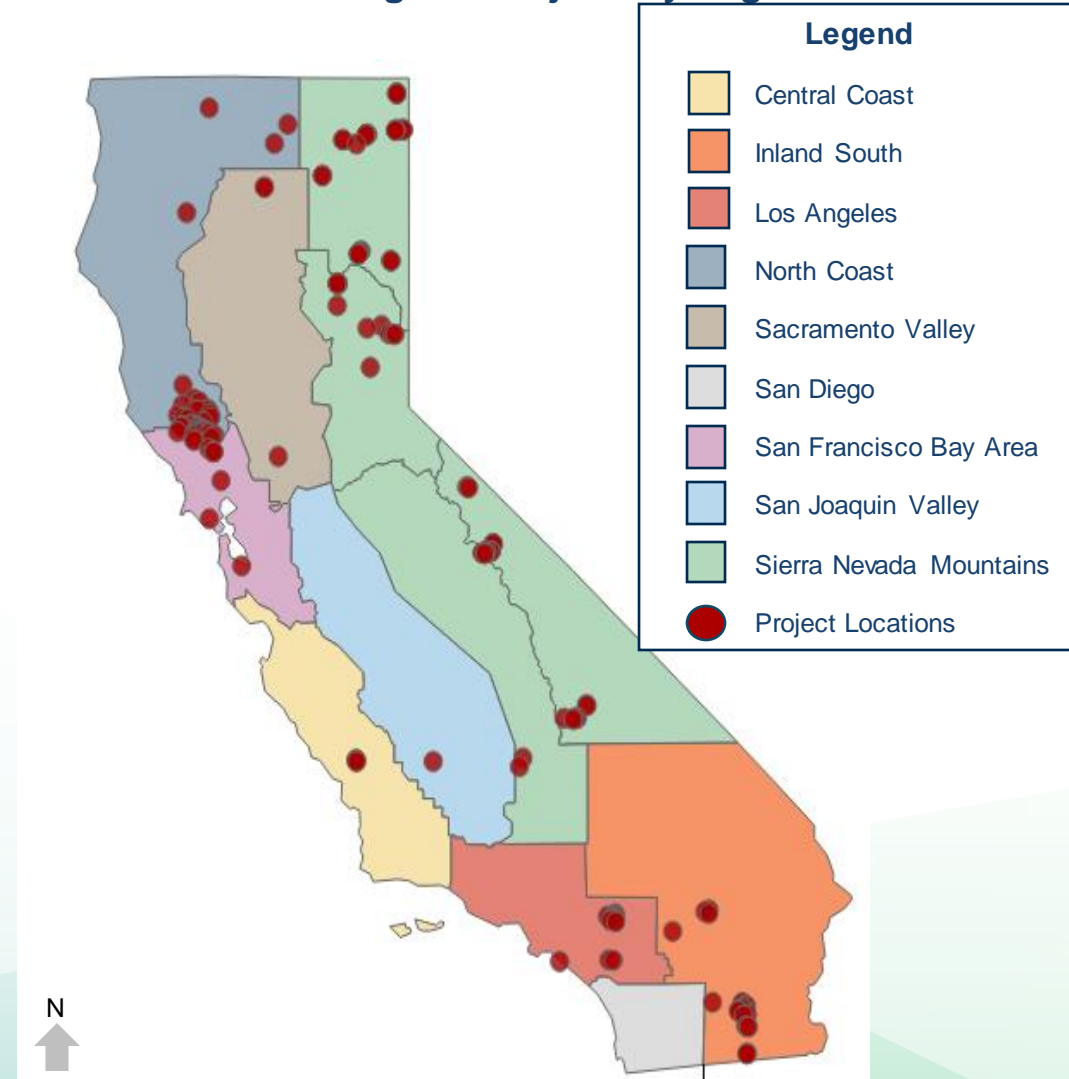 Legend
Central Coast
Inland South
Los Angeles
North Coast
Sacramento Valley
San Diego
San Francisco Bay Area
San Joaquin Valley
Sierra Nevada Mountains
Project Locations
N